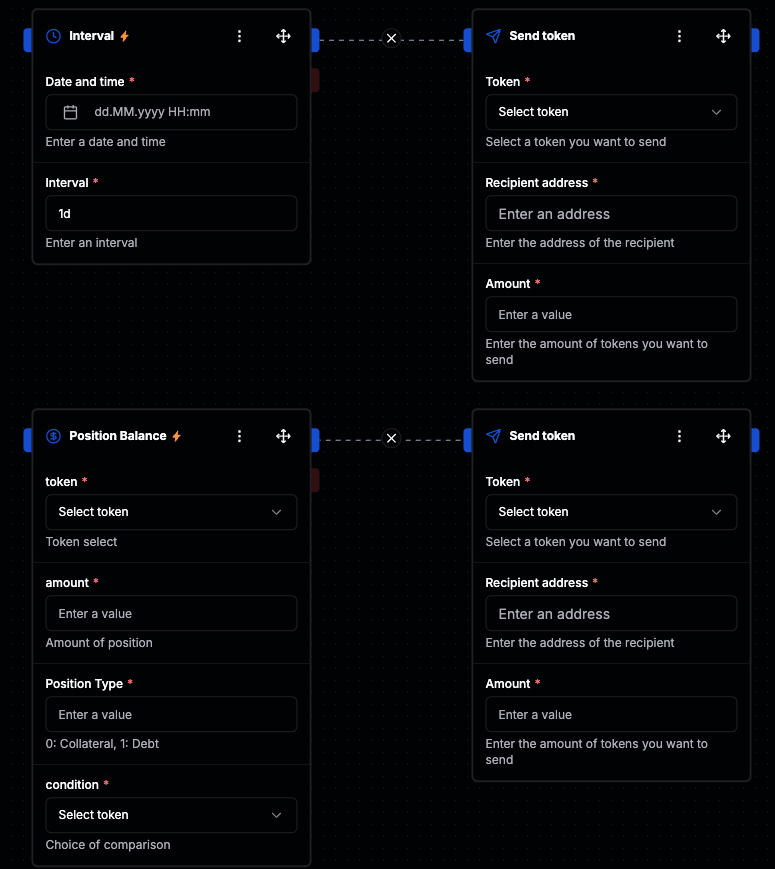 Interval
Date and time *
dd.MM.yyyy HH:mm
Enter a date and time
Interval *
1d
Enter an interval
Send token
Token *
Select token
Select a token you want to send
Recipient address *
Enter an address
Enter the address of the recipient
Amount *
Enter a value
Enter the amount of tokens you want to
send
Position Balance
token *
Select token
Token select
amount *
Enter a value
Amount of position
Position Type *
Enter a value
0: Collateral, 1: Debt
condition *
Select token
Choice of comparison
Send token
Token *
Select token
Select a token you want to send
Recipient address *
Enter an address
Enter the address of the recipient
Amount *
Enter a value
Enter the amount of tokens you want to
send